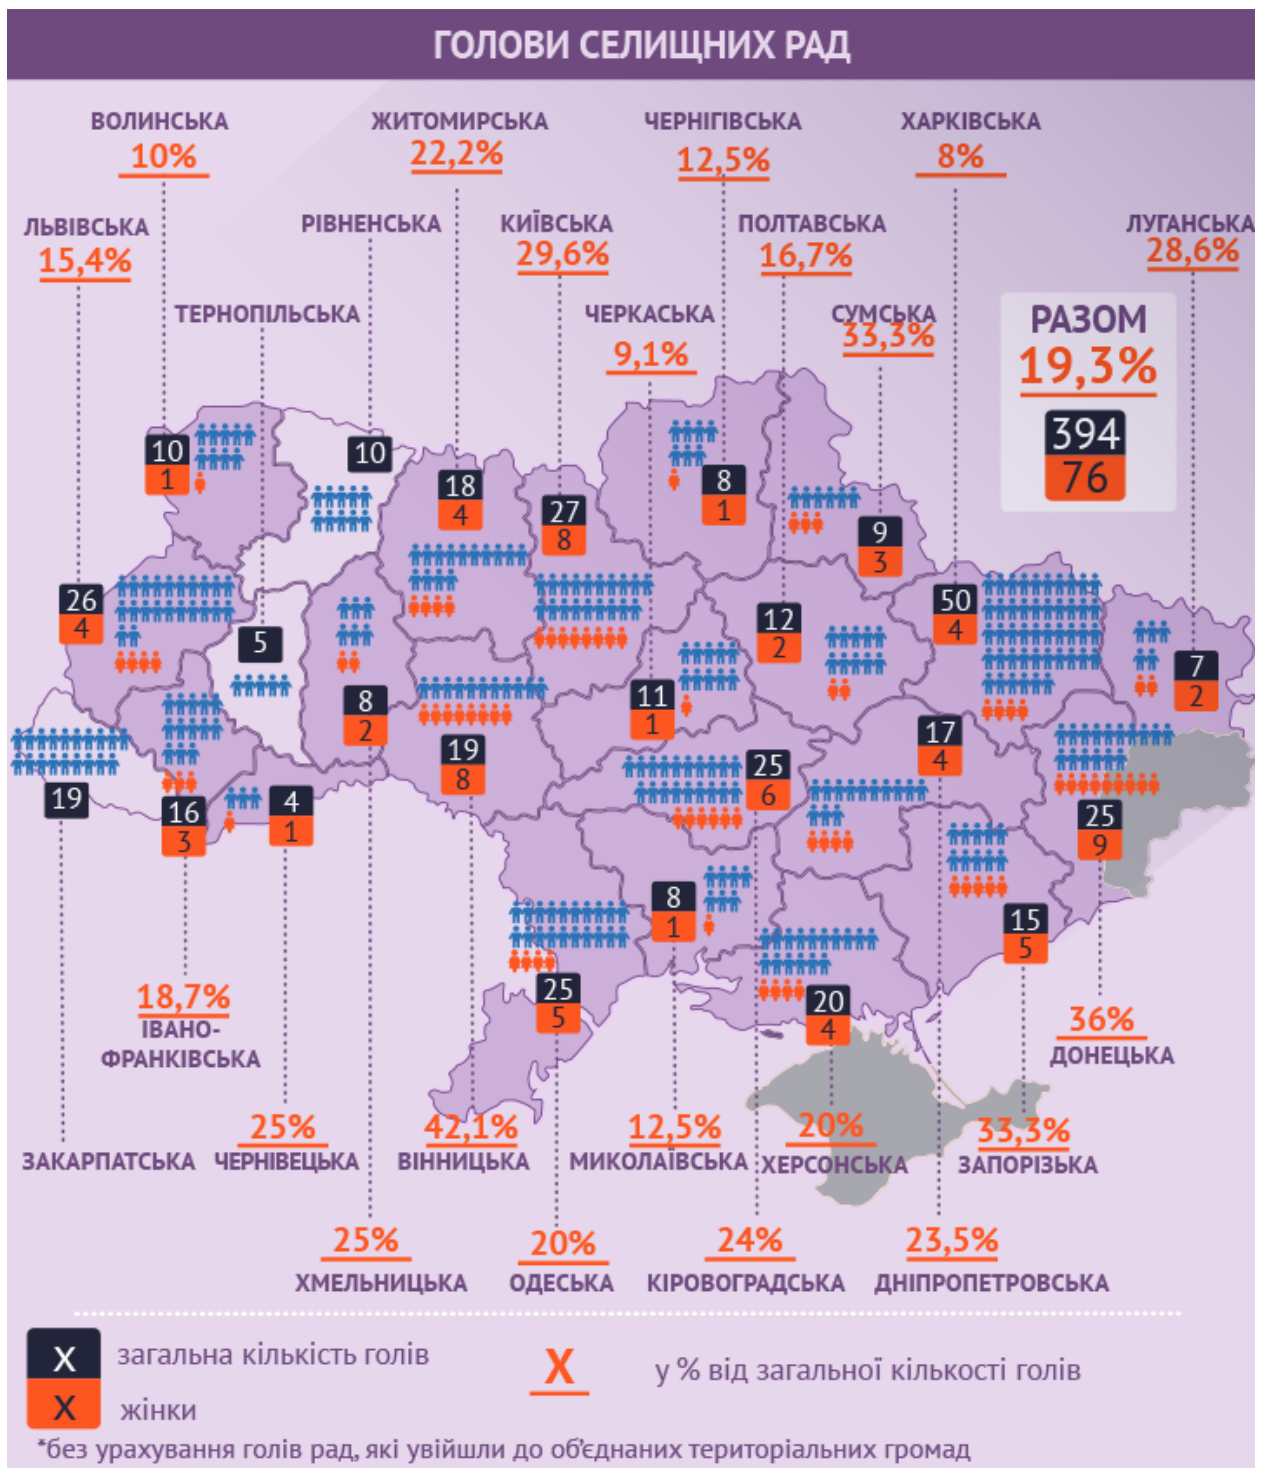 ГОЛОВИ СЕЛИЩНИХ РАД
ВОЛИНСЬКА
10%
ЖИТОМИРСЬКА
22,2%
ЧЕРНІГІВСЬКА
12,5%
ХАРКІВСЬКА
8%
ЛЬВІВСЬКА
15,4%
РІВНЕНСЬКА
КИЇВСЬКА
29,6%
ПОЛТАВСЬКА
16,7%
ЛУГАНСЬКА
28,6%
ТЕРНОПІЛЬСЬКА
ЧЕРКАСЬКА
9,1%
СУМСЬКА
33,3%
РАЗОМ
19,3%
394
76
10
1
10
18
4
27
8
8
1
9
3
26
4
5
8
2
11
1
12
2
50
4
7
2
19
16
3
4
1
19
8
25
6
17
4
25
9
25
5
8
1
20
4
15
5
18,7%
ІВАНО-
ФРАНКІВСЬКА
36%
ДОНЕЦЬКА
ЗАКАРПАТСЬКА
25%
ЧЕРНІВЕЦЬКА
42,1%
ВІННИЦЬКА
12,5%
МИКОЛАЇВСЬКА
20%
ХЕРСОНСЬКА
33,3%
ЗАПОРІЗЬКА
25%
ХМЕЛЬНИЦЬКА
20%
ОДЕСЬКА
24%
КІРОВОГРАДСЬКА
23,5%
ДНІПРОПЕТРОВСЬКА
X загальна кількість голів
X жінки
X у % від загальної кількості голів
*без урахування голів рад, які увійшли до об'єднаних територіальних громад